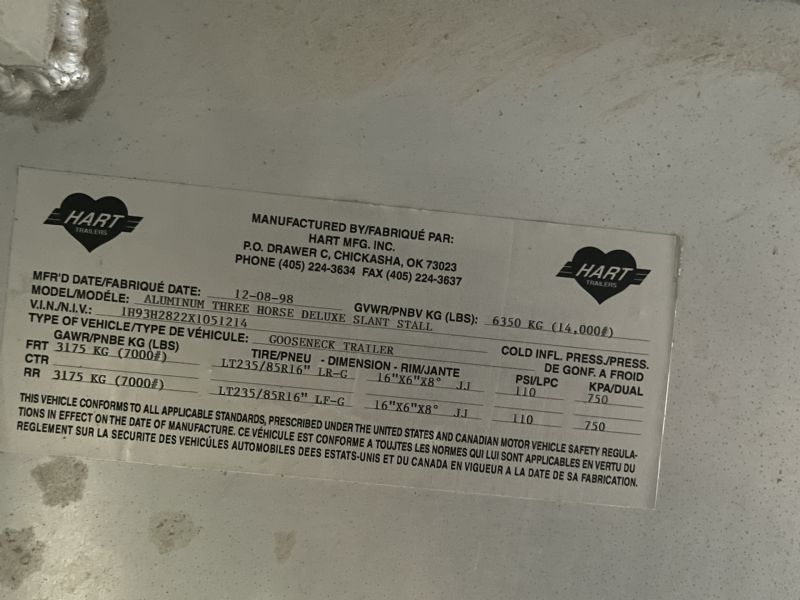 HART
TRAILERS
MANUFACTURED BY/FABRIQUÉ PAR:
HART MFG. INC.
P.O. DRAWER C, CHICKASHA, OK 73023
PHONE (405) 224-3634 FAX (405) 224-3637
HART
TRAILERS
MFR'D DATE/FABRIQUÉ DATE: 12-08-98 GVWR/PNBV KG (LBS): 6350 KG (14,000#)
MODEL/MODÉLE: ALUMINUM THREE HORSE DELUXE SLANT STALL
V.I.N./N.I.V.: 1H93H2822X1051214
TYPE OF VEHICLE/TYPE DE VÉHICULE: GOOSENECK TRAILER
COLD INFL. PRESS./PRESS.
DE GONF. A FROID
GAWR/PNBE KG (LBS) TIRE/PNEU - DIMENSION - RIM/JANTE PSI/LPC KPA/DUAL
FRT 3175 KG (7000#) LT235/85R16" LR-G 16"X6"X8° JJ 110 750
CTR
RR 3175 KG (7000#) LT235/85R16" LF-G 16"X6"X8° JJ 110 750
THIS VEHICLE CONFORMS TO ALL APPLICABLE STANDARDS, PRESCRIBED UNDER THE UNITED STATES AND CANADIAN MOTOR VEHICLE SAFETY REGULA-
TIONS IN EFFECT ON THE DATE OF MANUFACTURE. CE VÉHICULE EST CONFORME A TOUJTES LES NORMES QUI LUI SONT APPLICABLES EN VERTU DU
REGLEMENT SUR LA SECURITE DES VEHICÚLES AUTOMOBILES DEES ESTATS-UNIS ET DU CANADA EN VIGUEUR A LA DATE DE SA FABRICATION.